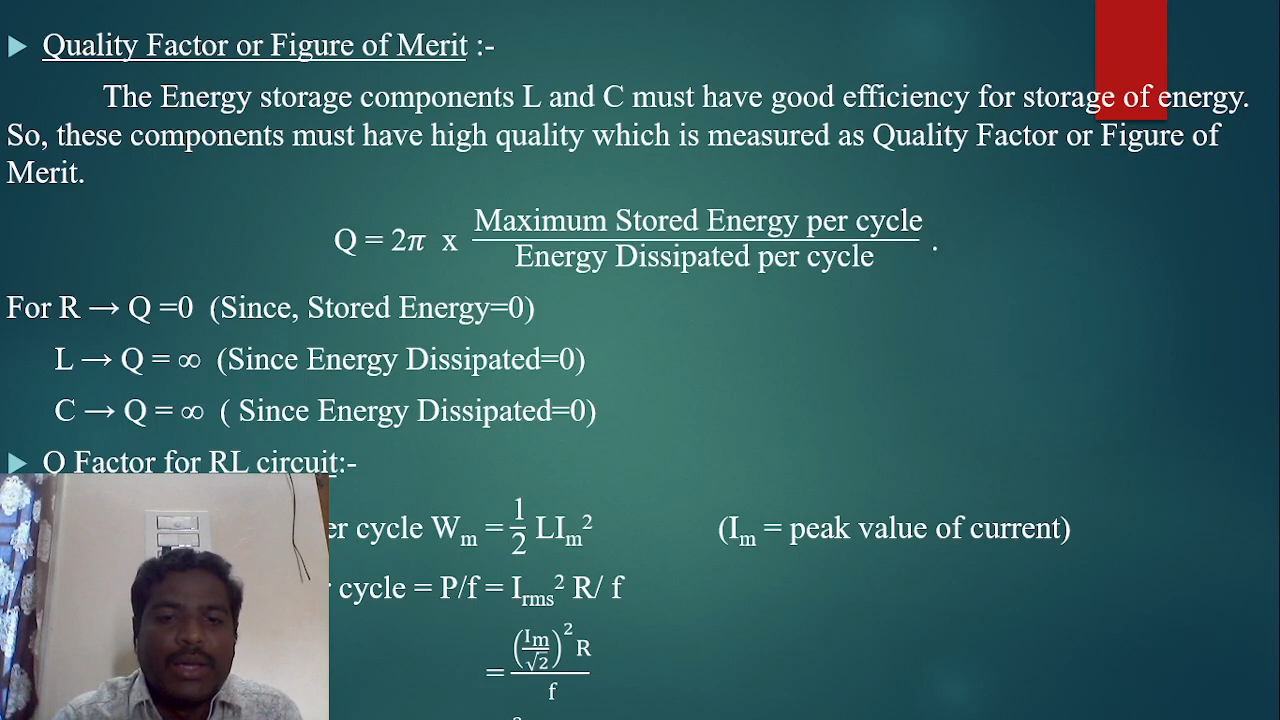 Quality Factor or Figure of Merit :-
The Energy storage components L and C must have good efficiency for storage of energy.
So, these components must have high quality which is measured as Quality Factor or Figure of
Merit.
Q = 2π x Maximum Stored Energy per cycle / Energy Dissipated per cycle .
For R → Q =0 (Since, Stored Energy=0)
L → Q = ∞ (Since Energy Dissipated=0)
C → Q = ∞ ( Since Energy Dissipated=0)
Q Factor for RL circuit:-
er cycle Wₘ = 1/2 LIₘ² (Iₘ = peak value of current)
cycle = P/f = Iᵣₘₛ² R/ f
= (Iₘ/√2)² R / f